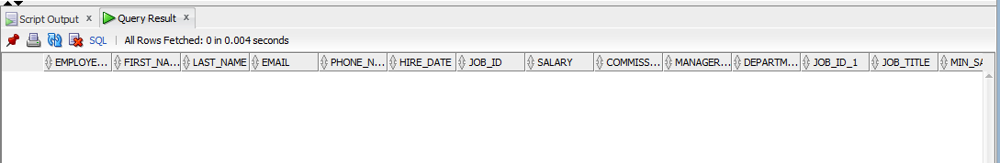 Script Output x Query Result x
SQL | All Rows Fetched: 0 in 0.004 seconds
EMPLOYE... FIRST_NA... LAST_NAME EMAIL PHONE_N... HIRE_DATE JOB_ID SALARY COMMISS... MANAGER... DEPARTM... JOB_ID_1 JOB_TITLE MIN_SA